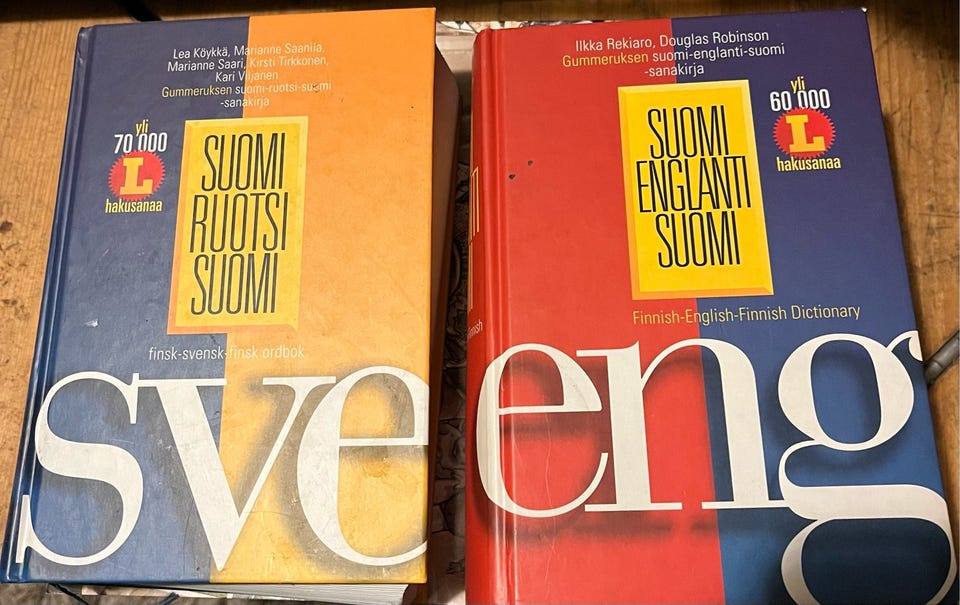 Lea Köykkä, Marianne Saanila,
Marianne Saari, Kirsti Tirkkonen,
Kari Viljanen
Gummeruksen suomi-ruotsi-suomi
-sanakirja
yli
70 000
L
hakusanaa
SUOMI
RUOTSI
SUOMI
finsk-svensk-finsk ordbok
sve
Ilkka Rekiaro, Douglas Robinson
Gummeruksen suomi-englanti-suomi
-sanakirja
yli
60 000
L
hakusanaa
SUOMI
ENGLANTI
SUOMI
Finnish-English-Finnish Dictionary
eng